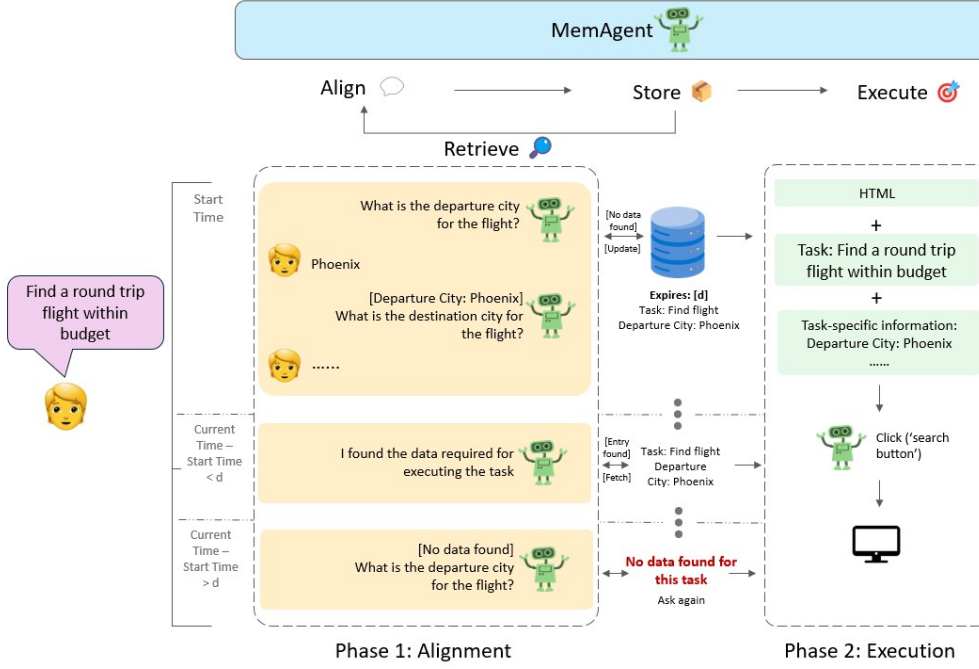 MemAgent
Align
Store
Execute
Retrieve
Start
Time
What is the departure city
for the flight?
Phoenix
[Departure City: Phoenix]
What is the destination city for
the flight?
......
[No data
found]
[Update]
Expires: [d]
Task: Find flight
Departure City: Phoenix
HTML
+
Task: Find a round trip
flight within budget
+
Task-specific information:
Departure City: Phoenix
......
Find a round trip
flight within
budget
Current
Time –
Start Time
< d
I found the data required for
executing the task
[Entry
found]
[Fetch]
Task: Find flight
Departure
City: Phoenix
Click (‘search
button’)
Current
Time –
Start Time
> d
[No data found]
What is the departure city
for the flight?
No data found for
this task
Ask again
Phase 1: Alignment
Phase 2: Execution